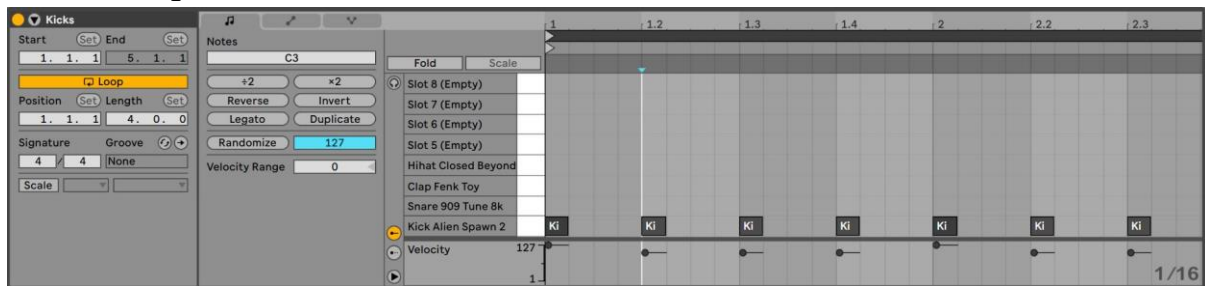 Kicks
Start Set End Set
1. 1. 1 5. 1. 1
Loop
Position Set Length Set
1. 1. 1 4. 0. 0
Signature Groove
4 / 4 None
Scale
Notes
C3
÷2 ×2
Reverse Invert
Legato Duplicate
Randomize 127
Velocity Range 0
1 1.2 1.3 1.4 2 2.2 2.3
Fold Scale
Slot 8 (Empty)
Slot 7 (Empty)
Slot 6 (Empty)
Slot 5 (Empty)
Hihat Closed Beyond
Clap Fenk Toy
Snare 909 Tune 8k
Kick Alien Spawn 2 Ki Ki Ki Ki Ki Ki Ki
Velocity 127
1
1/16